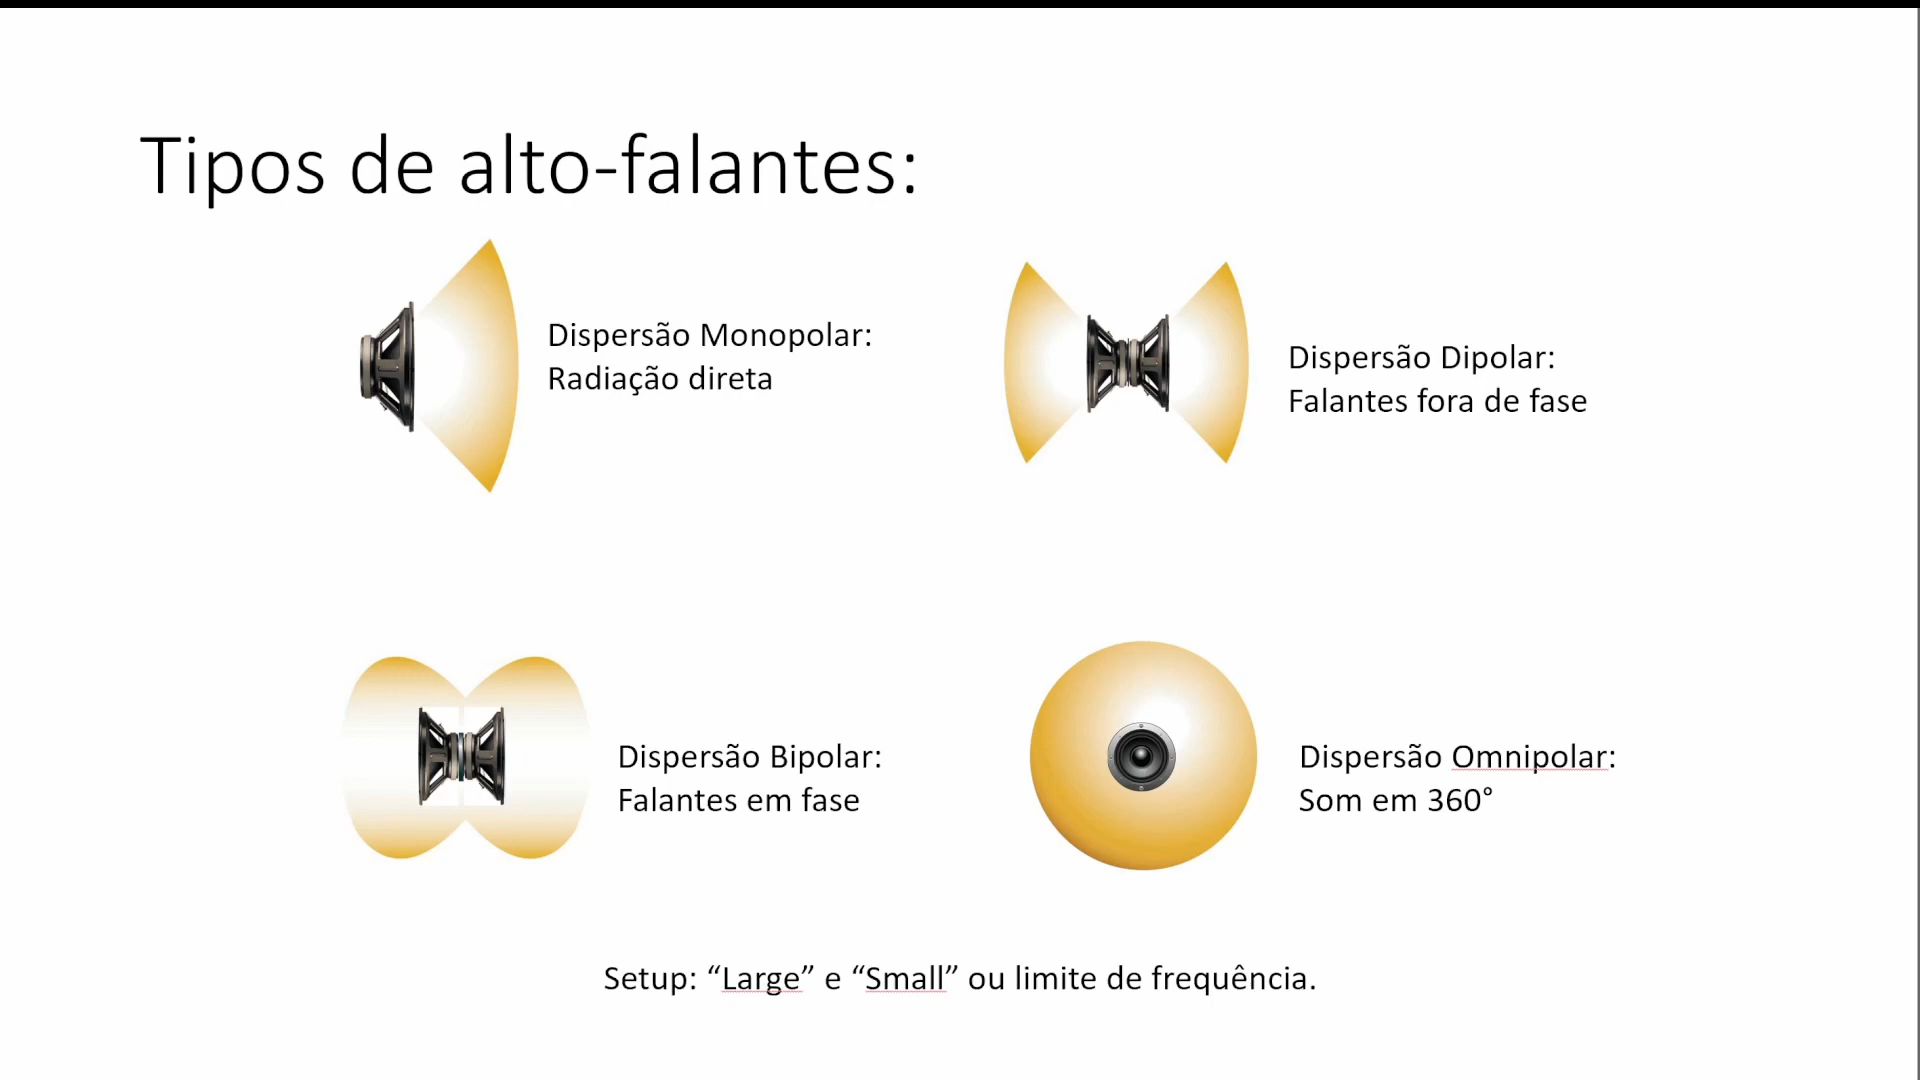 Tipos de alto-falantes:
Dispersão Monopolar:
Radiação direta
Dispersão Dipolar:
Falantes fora de fase
Dispersão Bipolar:
Falantes em fase
Dispersão Omnipolar:
Som em 360°
Setup: “Large” e “Small” ou limite de frequência.